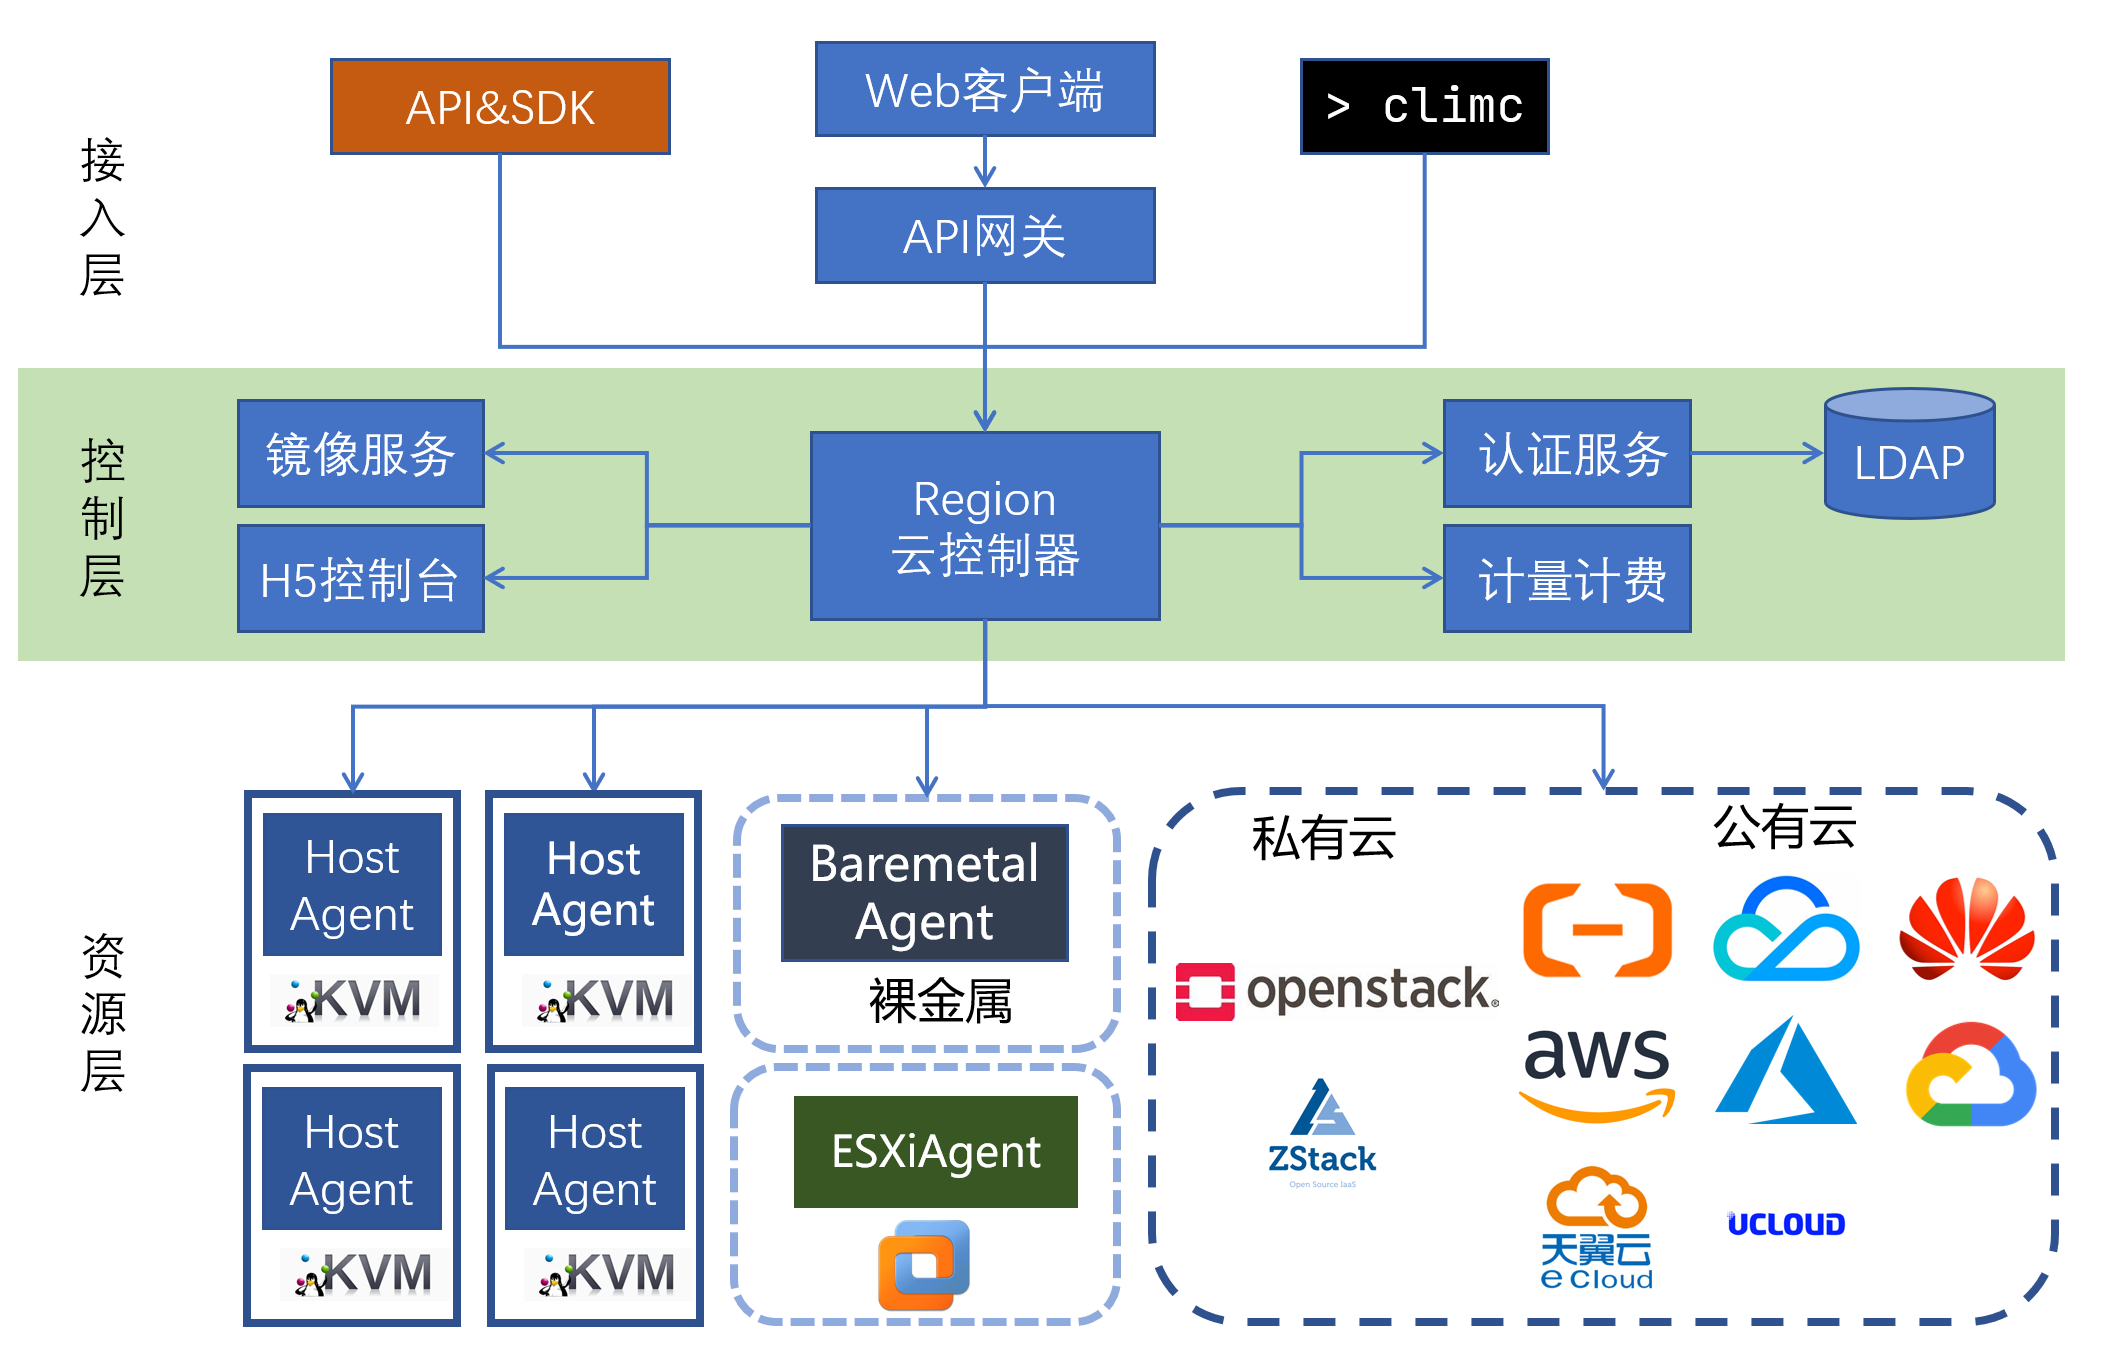 接入层
API&SDK
Web客户端
> climc
API网关
控制层
镜像服务
H5控制台
Region
云控制器
认证服务
计量计费
LDAP
资源层
Host
Agent
KVM
Host
Agent
KVM
Host
Agent
KVM
Host
Agent
KVM
Baremetal
Agent
裸金属
ESXiAgent
私有云
公有云
openstack®
ZStack
Open Source IaaS
aws
天翼云
e Cloud
UCLOUD